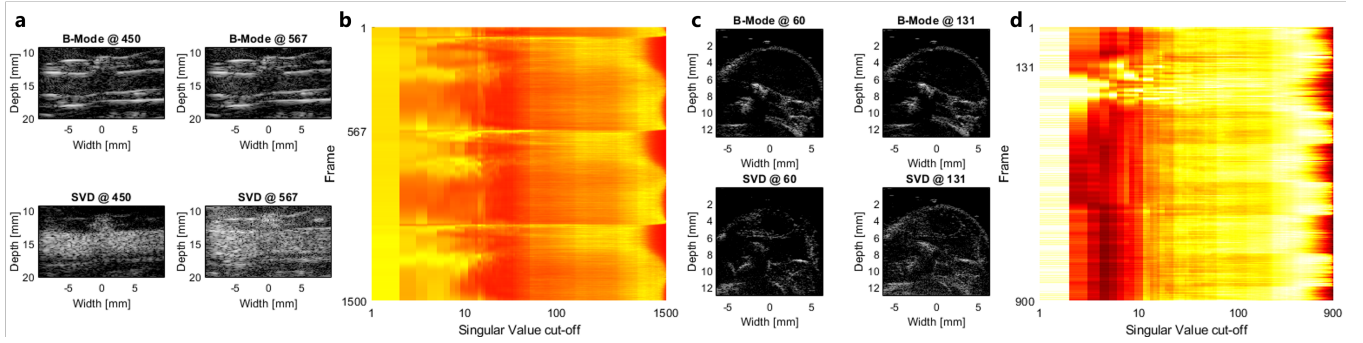 a
B-Mode @ 450
B-Mode @ 567
Depth [mm]
10
15
20
-5
0
5
Width [mm]
Depth [mm]
10
15
20
-5
0
5
Width [mm]
SVD @ 450
SVD @ 567
Depth [mm]
10
15
20
-5
0
5
Width [mm]
Depth [mm]
10
15
20
-5
0
5
Width [mm]
b
Frame
1
567
1500
1
10
100
1500
Singular Value cut-off
c
B-Mode @ 60
B-Mode @ 131
Depth [mm]
2
4
6
8
10
12
-5
0
5
Width [mm]
Depth [mm]
2
4
6
8
10
12
-5
0
5
Width [mm]
SVD @ 60
SVD @ 131
Depth [mm]
2
4
6
8
10
12
-5
0
5
Width [mm]
Depth [mm]
2
4
6
8
10
12
-5
0
5
Width [mm]
d
Frame
1
131
900
1
10
100
900
Singular Value cut-off